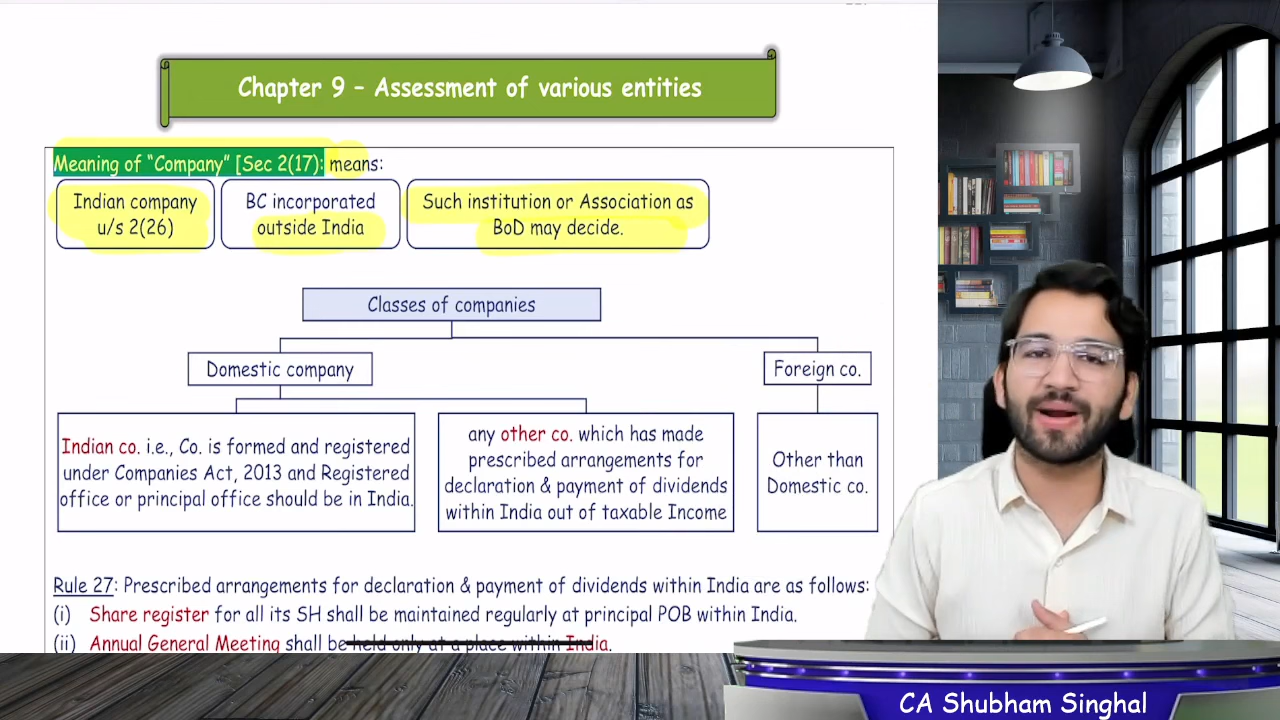 Chapter 9 – Assessment of various entities
Meaning of “Company” [Sec 2(17): means:
Indian company
u/s 2(26)
BC incorporated
outside India
Such institution or Association as
BoD may decide.
Classes of companies
Domestic company
Foreign co.
Indian co. i.e., Co. is formed and registered
under Companies Act, 2013 and Registered
office or principal office should be in India.
any other co. which has made
prescribed arrangements for
declaration & payment of dividends
within India out of taxable Income
Other than
Domestic co.
Rule 27: Prescribed arrangements for declaration & payment of dividends within India are as follows:
(i) Share register for all its SH shall be maintained regularly at principal POB within India.
(ii) Annual General Meeting shall be held only at a place within India.
CA Shubham Singhal